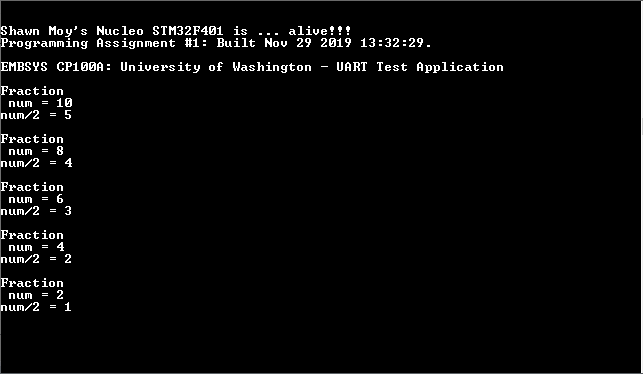 Shawn Moy's Nucleo STM32F401 is ... alive!!!
Programming Assignment #1: Built Nov 29 2019 13:32:29.
EMBSYS CP100A: University of Washington - UART Test Application
Fraction
num = 10
num/2 = 5
Fraction
num = 8
num/2 = 4
Fraction
num = 6
num/2 = 3
Fraction
num = 4
num/2 = 2
Fraction
num = 2
num/2 = 1